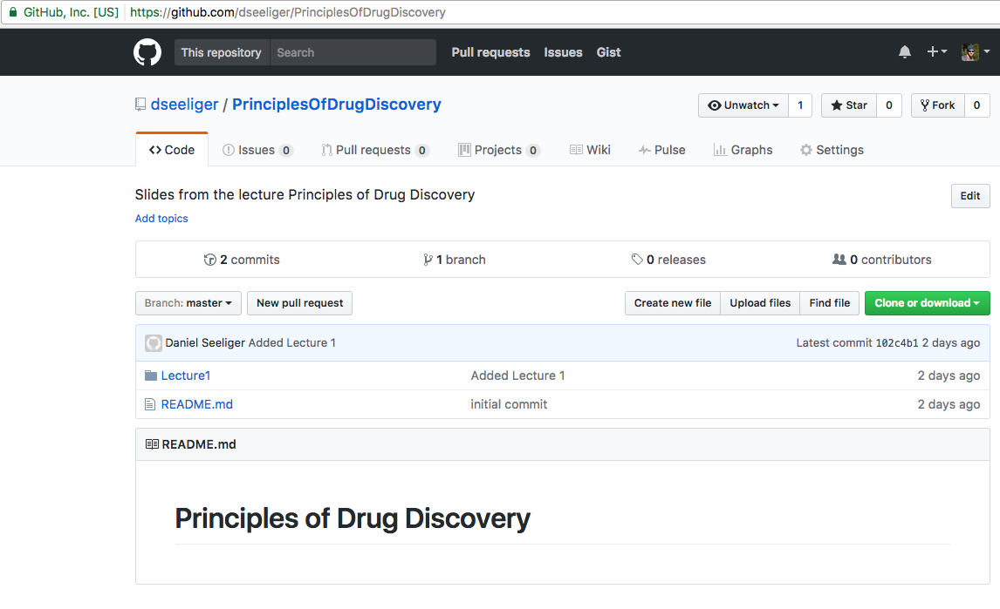 GitHub, Inc. [US] https://github.com/dseeliger/PrinciplesOfDrugDiscovery
This repository Search Pull requests Issues Gist
dseeliger / PrinciplesOfDrugDiscovery Unwatch 1 Star 0 Fork 0
Code Issues 0 Pull requests 0 Projects 0 Wiki Pulse Graphs Settings
Slides from the lecture Principles of Drug Discovery Edit
Add topics
2 commits 1 branch 0 releases 0 contributors
Branch: master New pull request Create new file Upload files Find file Clone or download
Daniel Seeliger Added Lecture 1 Latest commit 102c4b1 2 days ago
Lecture1 Added Lecture 1 2 days ago
README.md initial commit 2 days ago
README.md
Principles of Drug Discovery